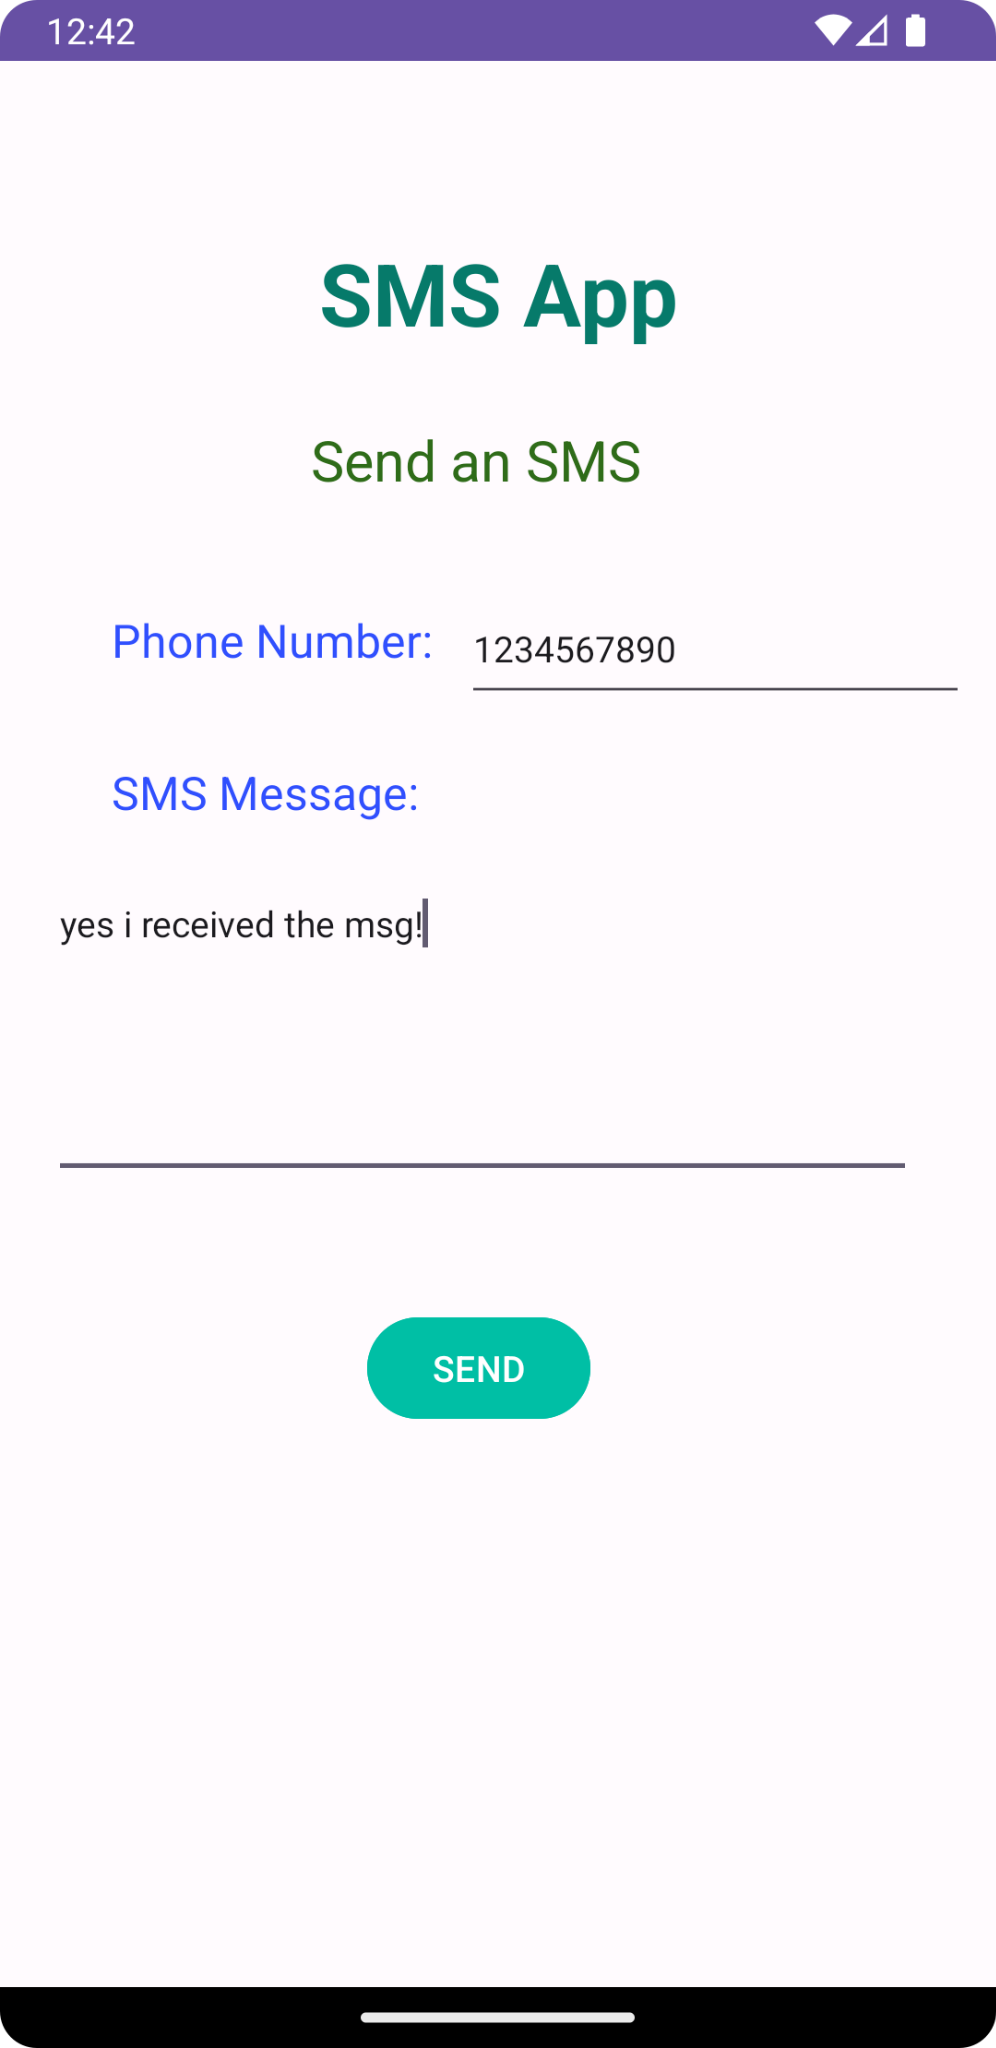 12:42
SMS App
Send an SMS
Phone Number: 1234567890
SMS Message:
yes i received the msg!
SEND